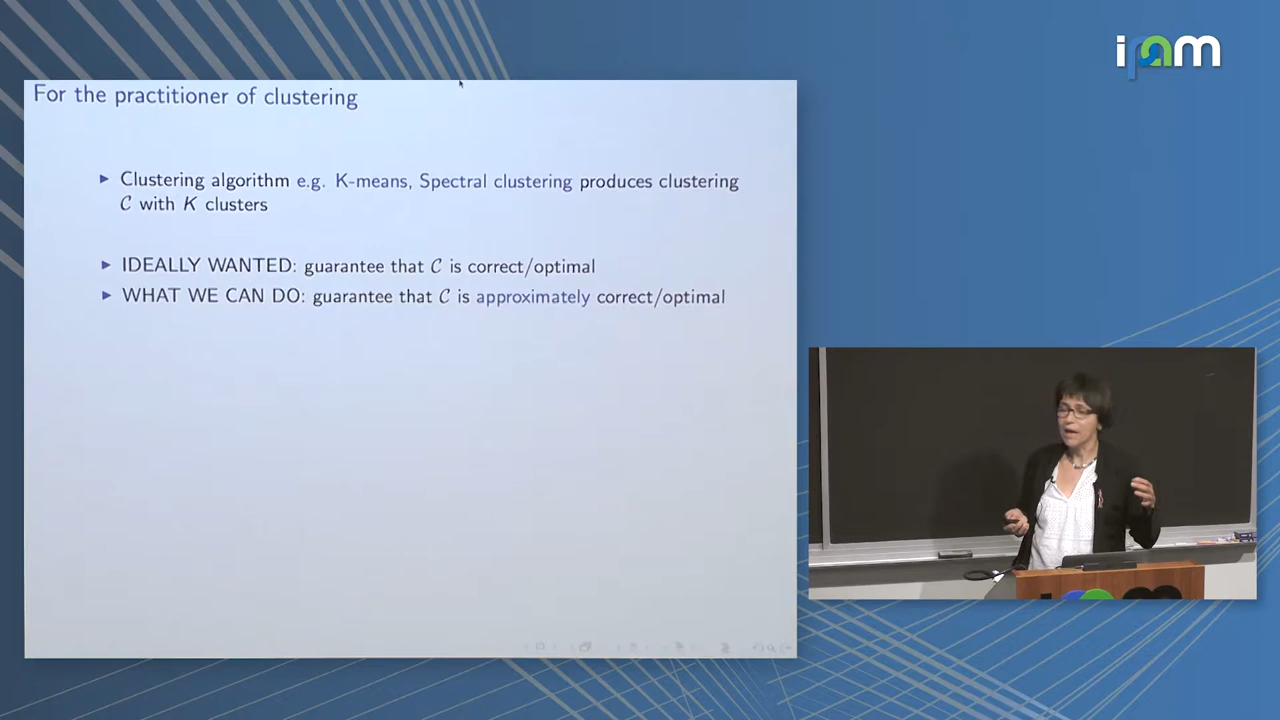 ipam
For the practitioner of clustering
▶ Clustering algorithm e.g. K-means, Spectral clustering produces clustering
𝒞 with K clusters
▶ IDEALLY WANTED: guarantee that 𝒞 is correct/optimal
▶ WHAT WE CAN DO: guarantee that 𝒞 is approximately correct/optimal